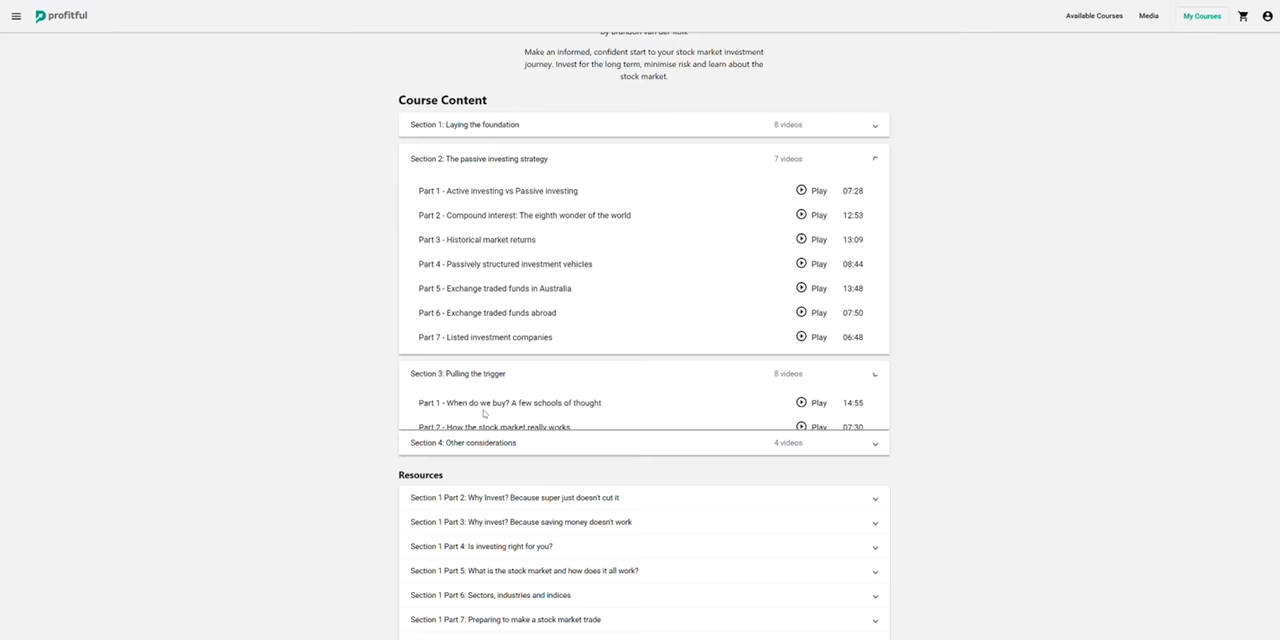 profitful
Available Courses
Media
My Courses
by Brandon van der Kolk
Make an informed, confident start to your stock market investment
journey. Invest for the long term, minimise risk and learn about the
stock market.
Course Content
Section 1: Laying the foundation 8 videos
Section 2: The passive investing strategy 7 videos
Part 1 - Active investing vs Passive investing Play 07:28
Part 2 - Compound interest: The eighth wonder of the world Play 12:53
Part 3 - Historical market returns Play 13:09
Part 4 - Passively structured investment vehicles Play 08:44
Part 5 - Exchange traded funds in Australia Play 13:48
Part 6 - Exchange traded funds abroad Play 07:50
Part 7 - Listed investment companies Play 06:48
Section 3: Pulling the trigger 8 videos
Part 1 - When do we buy? A few schools of thought Play 14:55
Part 2 - How the stock market really works Play 07:30
Section 4: Other considerations 4 videos
Resources
Section 1 Part 2: Why Invest? Because super just doesn't cut it
Section 1 Part 3: Why invest? Because saving money doesn't work
Section 1 Part 4: Is investing right for you?
Section 1 Part 5: What is the stock market and how does it all work?
Section 1 Part 6: Sectors, industries and indices
Section 1 Part 7: Preparing to make a stock market trade